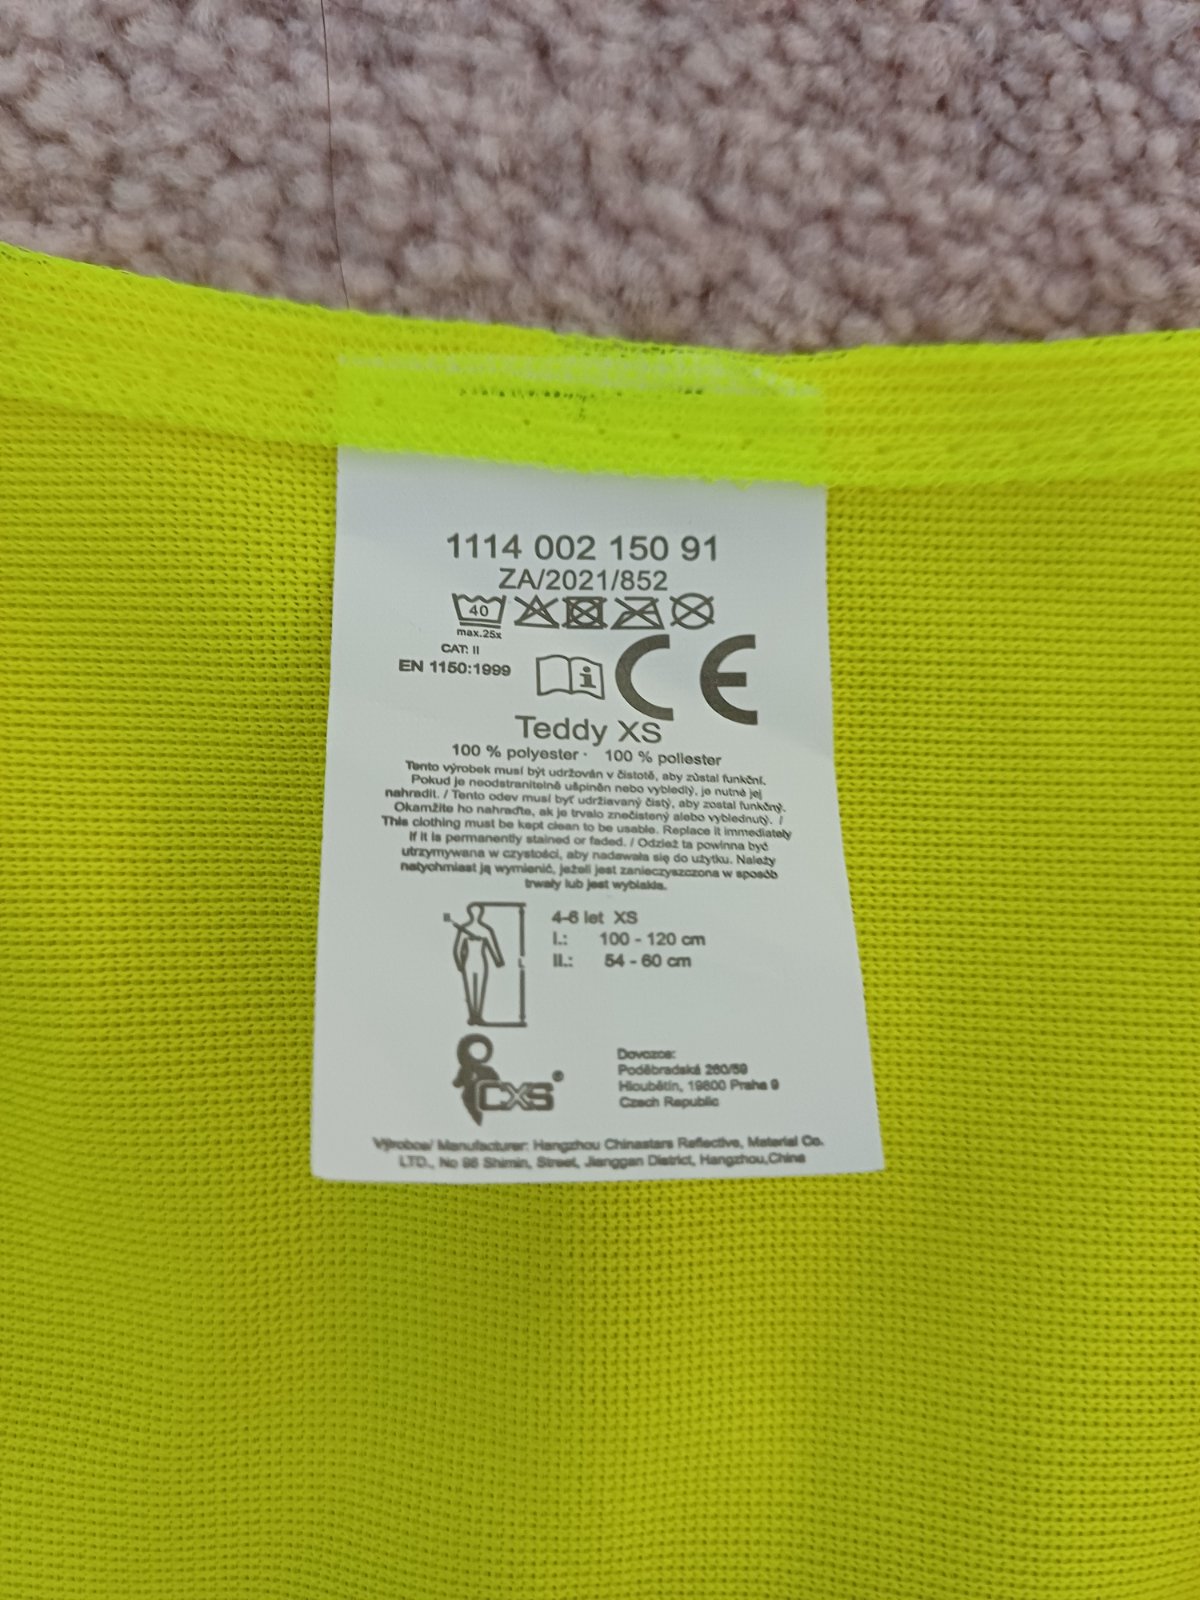 1114 002 150 91
ZA/2021/852
40
max.25x
CAT: II
EN 1150:1999
i
CE
Teddy XS
100 % polyester · 100 % poliester
Tento výrobek musí být udržován v čistotě, aby zůstal funkční.
Pokud je neodstranitelně ušpiněn nebo vybledlý, je nutné jej
nahradit. / Tento odev musí byť udržiavaný čistý, aby zostal funkčný.
Okamžite ho nahraďte, ak je trvalo znečistený alebo vyblednutý. /
This clothing must be kept clean to be usable. Replace it immediately
if it is permanently stained or faded. / Odzież ta powinna być
utrzymywana w czystości, aby nadawała się do użytku. Należy
natychmiast ją wymienić, jeżeli jest zanieczyszczona w sposób
trwały lub jest wyblakła.
4-6 let XS
I.: 100 - 120 cm
II.: 54 - 60 cm
CXS®
Dovozce:
Poděbradská 260/59
Hloubětín, 19800 Praha 9
Czech Republic
Výrobce/ Manufacturer: Hangzhou Chinastars Reflective, Material Co.
LTD., No 96 Shimin, Street, Jianggan District, Hangzhou,China